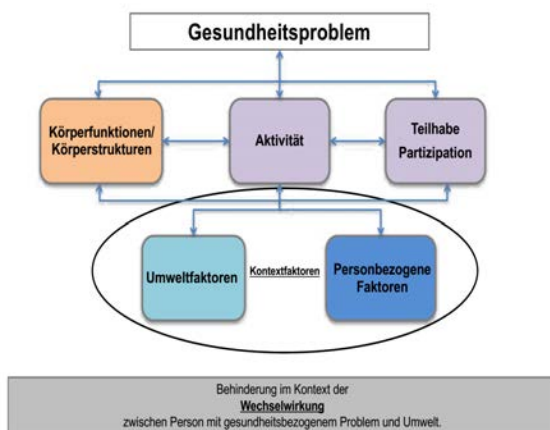 Gesundheitsproblem
Körperfunktionen/
Körperstrukturen
Aktivität
Teilhabe
Partizipation
Umweltfaktoren
Kontextfaktoren
Personbezogene
Faktoren
Behinderung im Kontext der
Wechselwirkung
zwischen Person mit gesundheitsbezogenem Problem und Umwelt.